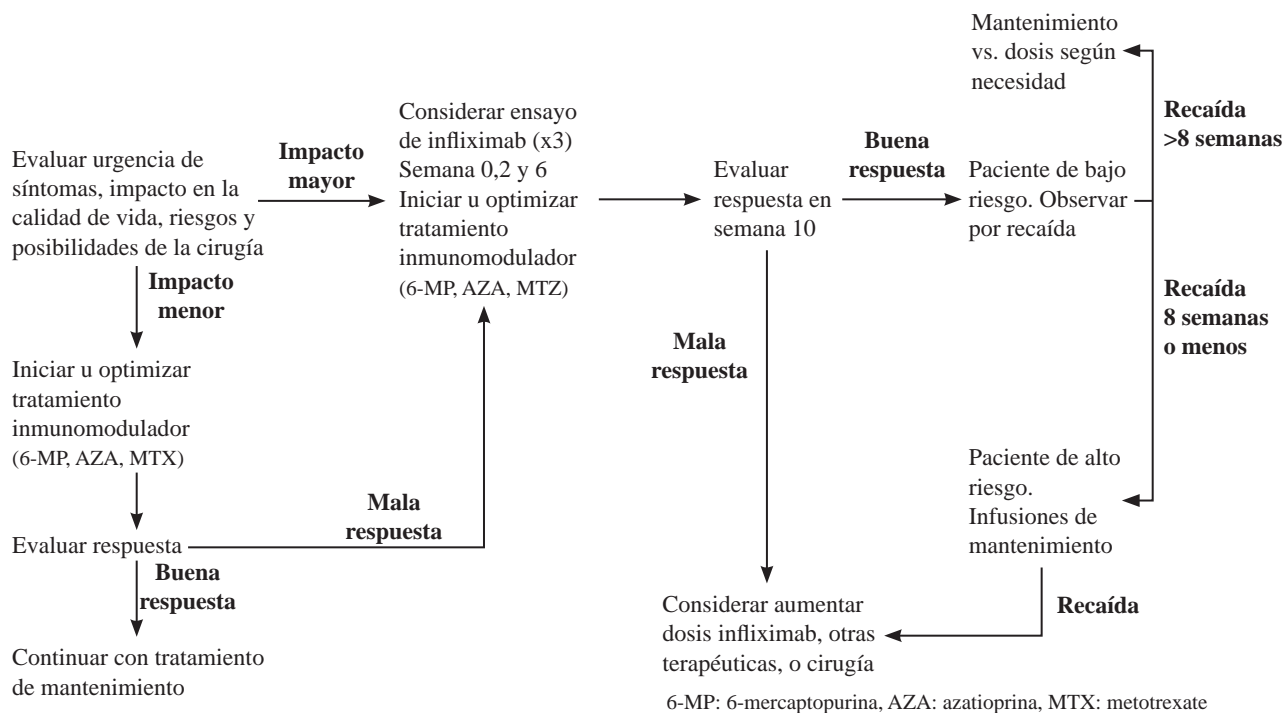 Evaluar urgencia de
síntomas, impacto en la
calidad de vida, riesgos y
posibilidades de la cirugía
Impacto
mayor
Considerar ensayo
de infliximab (x3)
Semana 0,2 y 6
Iniciar u optimizar
tratamiento
inmunomodulador
(6-MP, AZA, MTZ)
Evaluar
respuesta en
semana 10
Buena
respuesta
Paciente de bajo
riesgo. Observar
por recaída
Mantenimiento
vs. dosis según
necesidad
Recaída
>8 semanas
Recaída
8 semanas
o menos
Impacto
menor
Iniciar u optimizar
tratamiento
inmunomodulador
(6-MP, AZA, MTX)
Evaluar respuesta
Mala
respuesta
Buena
respuesta
Continuar con tratamiento
de mantenimiento
Mala
respuesta
Paciente de alto
riesgo.
Infusiones de
mantenimiento
Recaída
Considerar aumentar
dosis infliximab, otras
terapéuticas, o cirugía
6-MP: 6-mercaptopurina, AZA: azatioprina, MTX: metotrexate